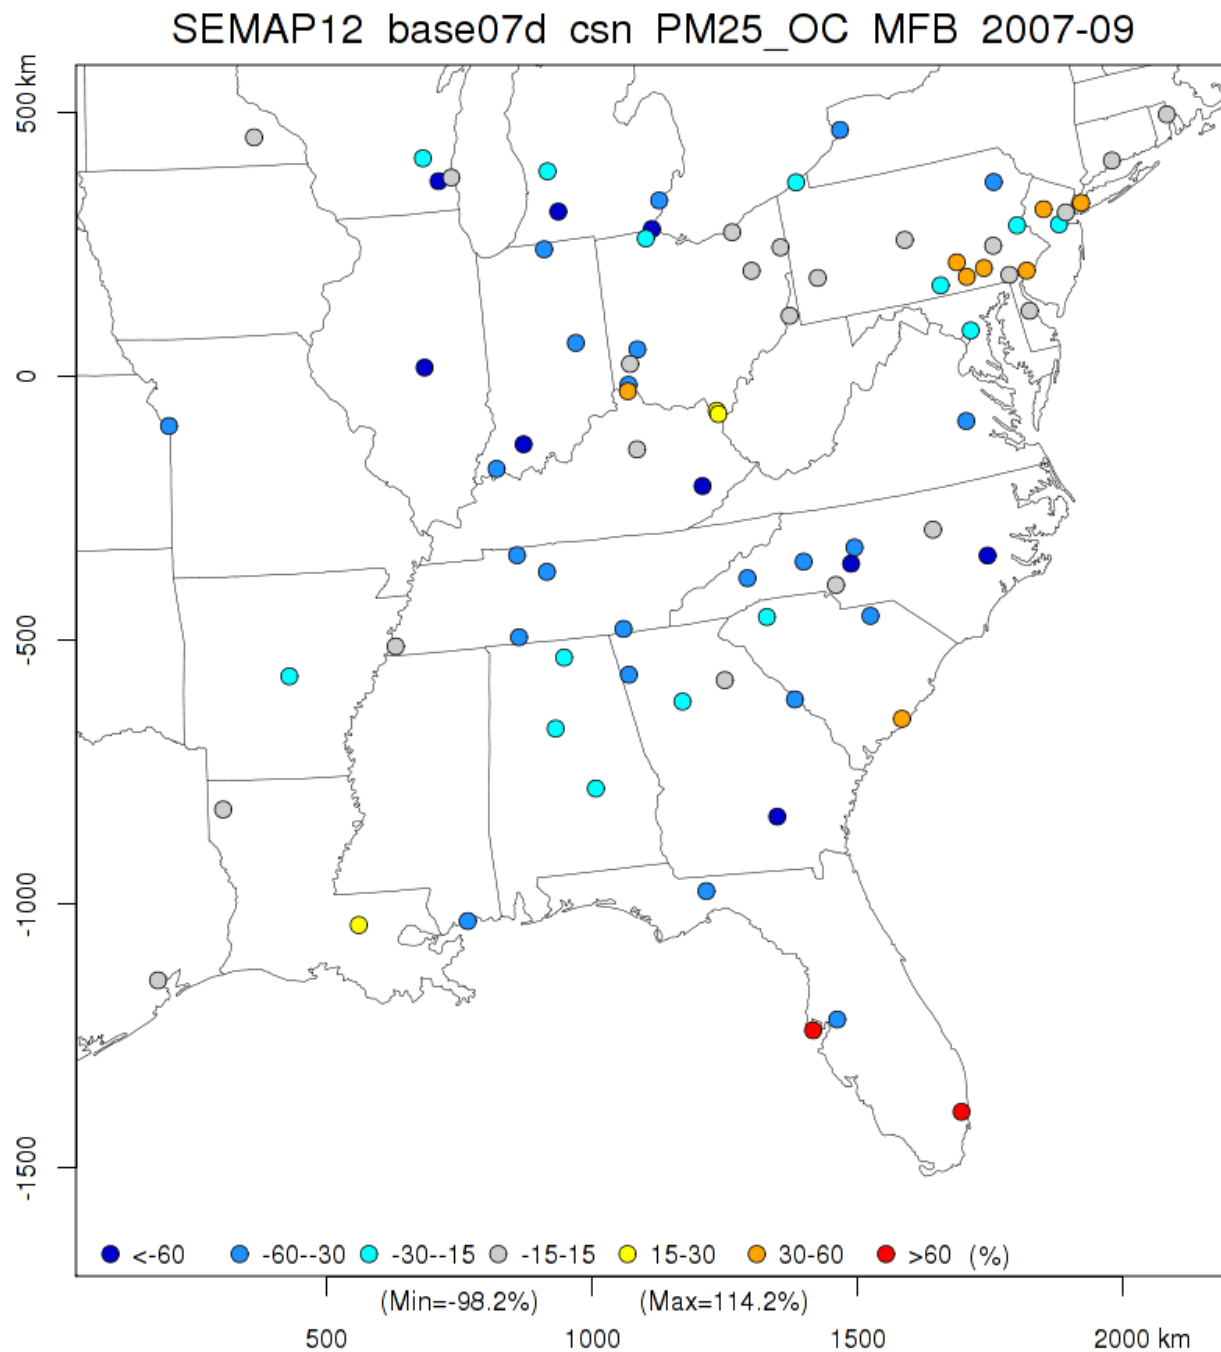 SEMAP12 base07d csn PM25_OC MFB 2007-09
500 km
0
-500
-1000
-1500
<-60 -60--30 -30--15 -15-15 15-30 30-60 >60 (%)
(Min=-98.2%) (Max=114.2%)
500 1000 1500 2000 km